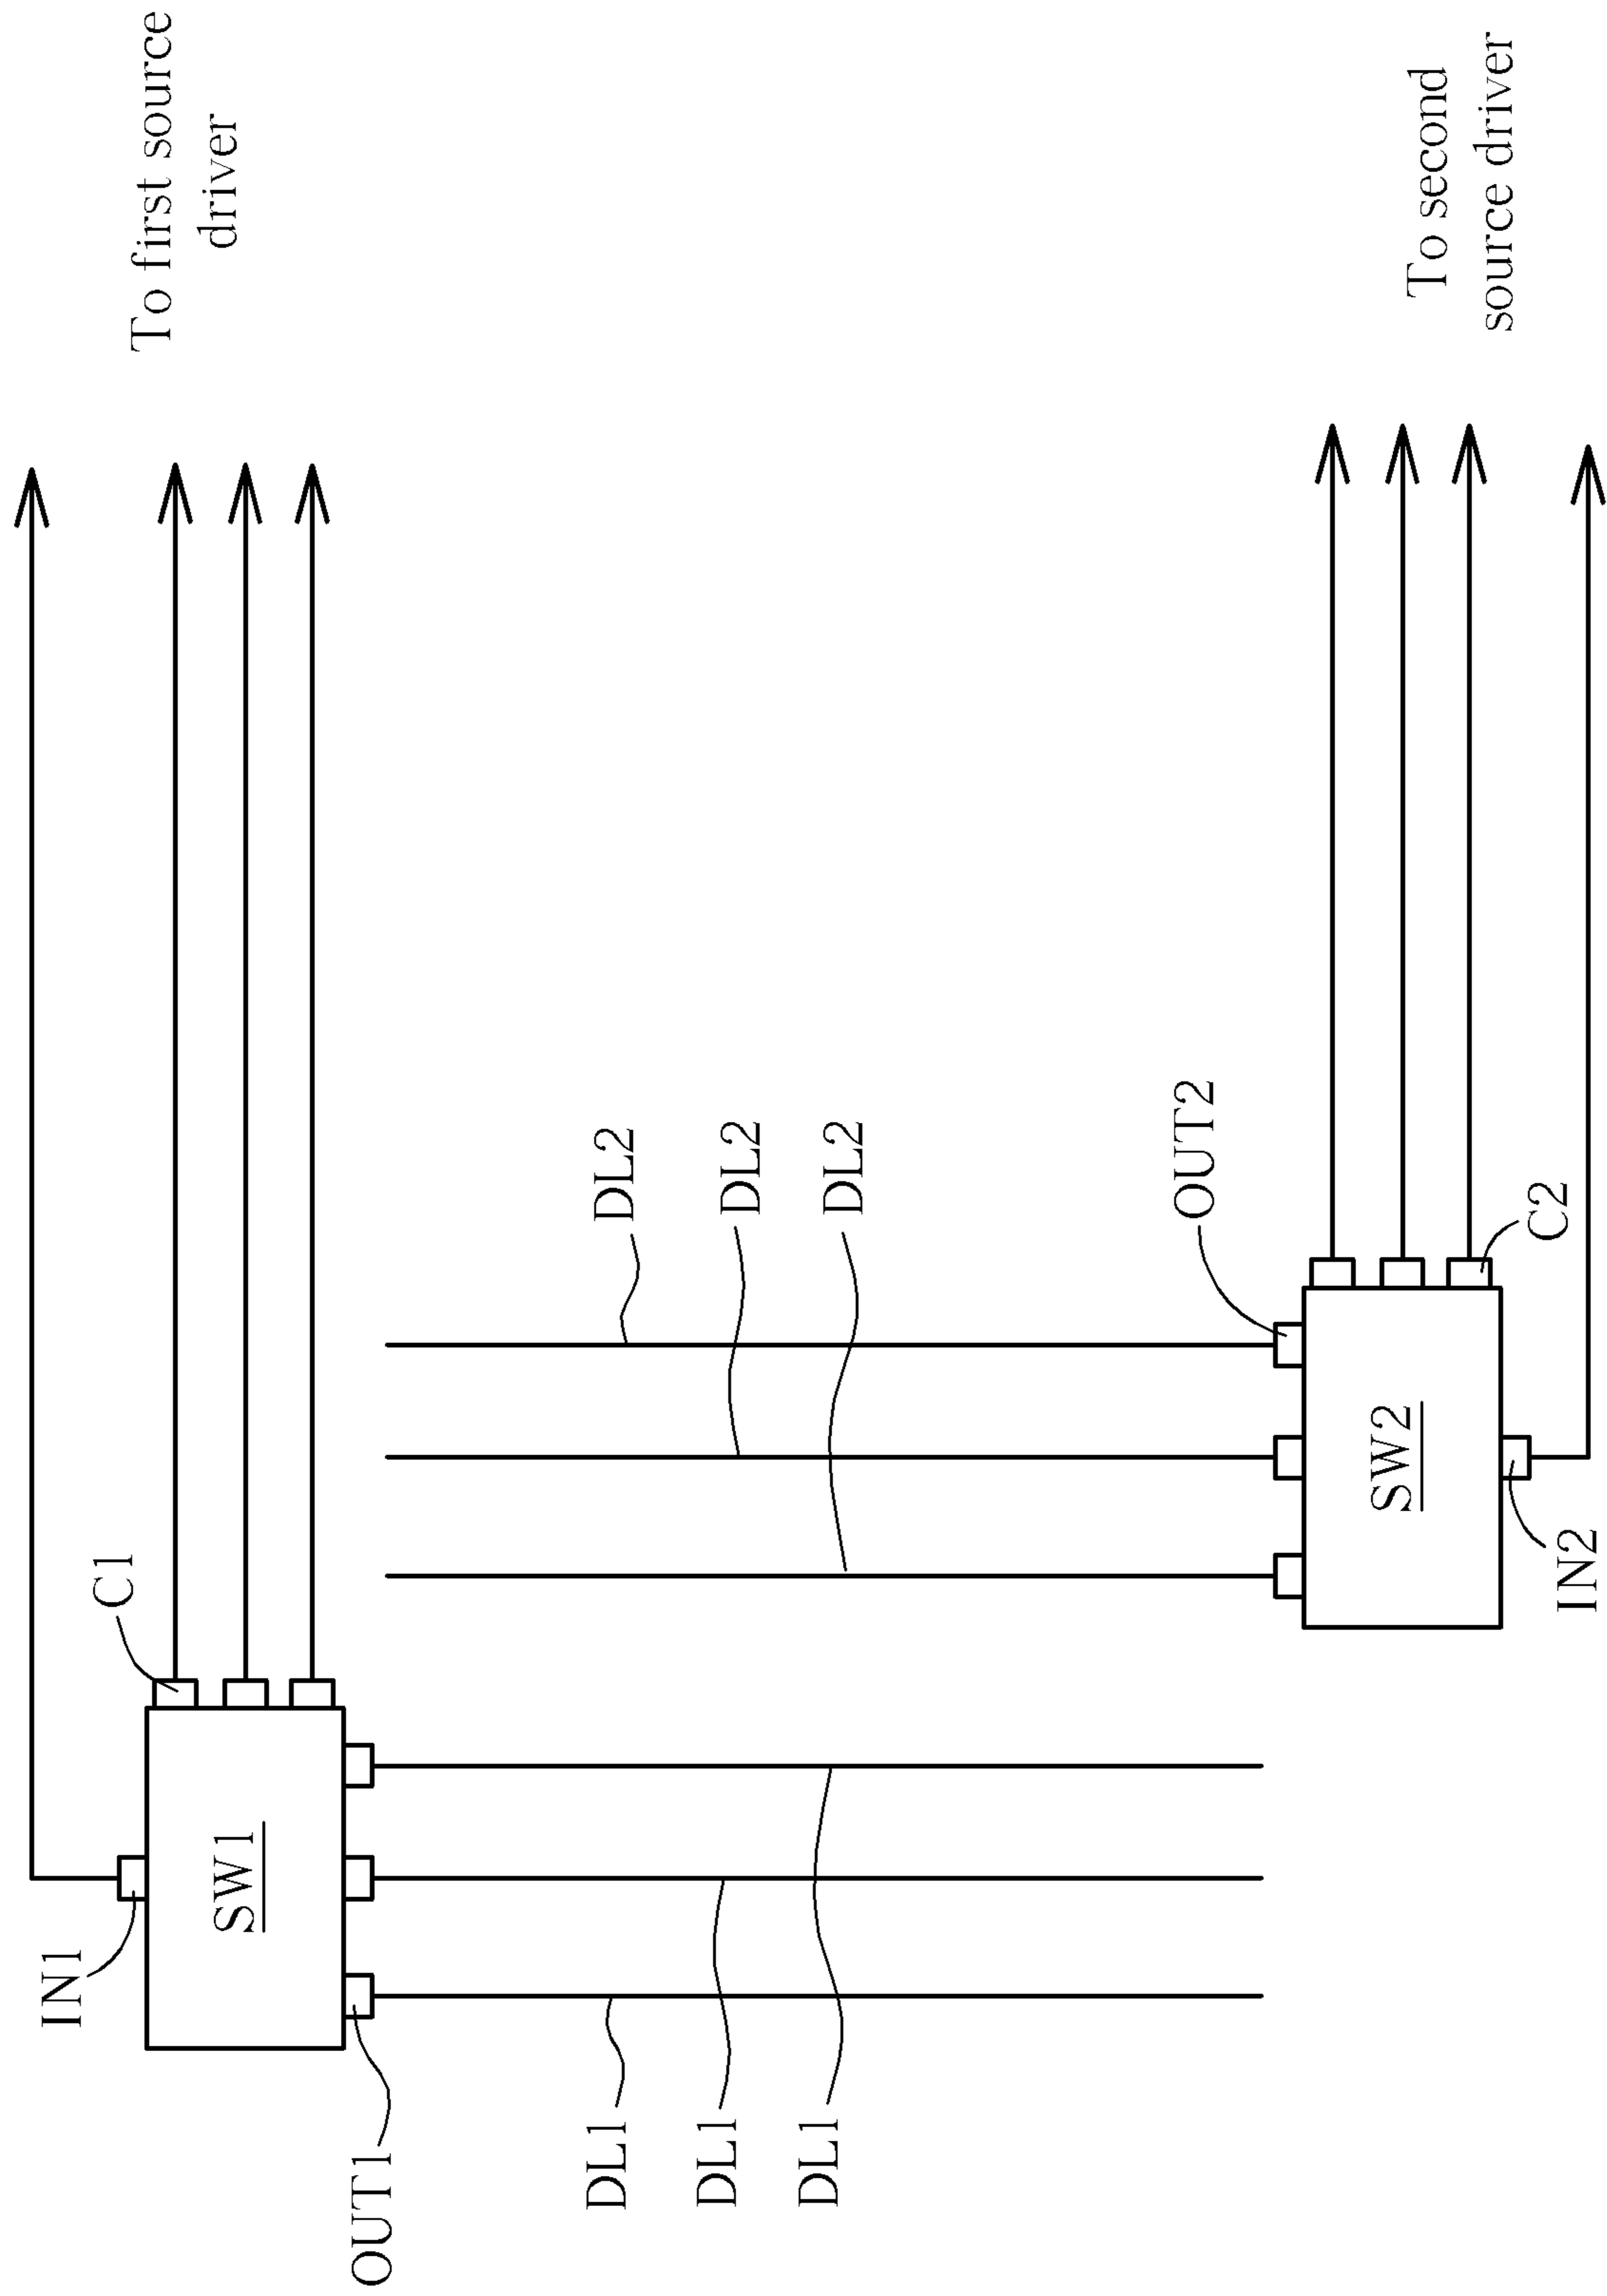 To first source
driver
IN1
C1
SW1
OUT1
DL1
DL1
DL1
DL2
DL2
DL2
OUT2
SW2
C2
IN2
To second
source driver